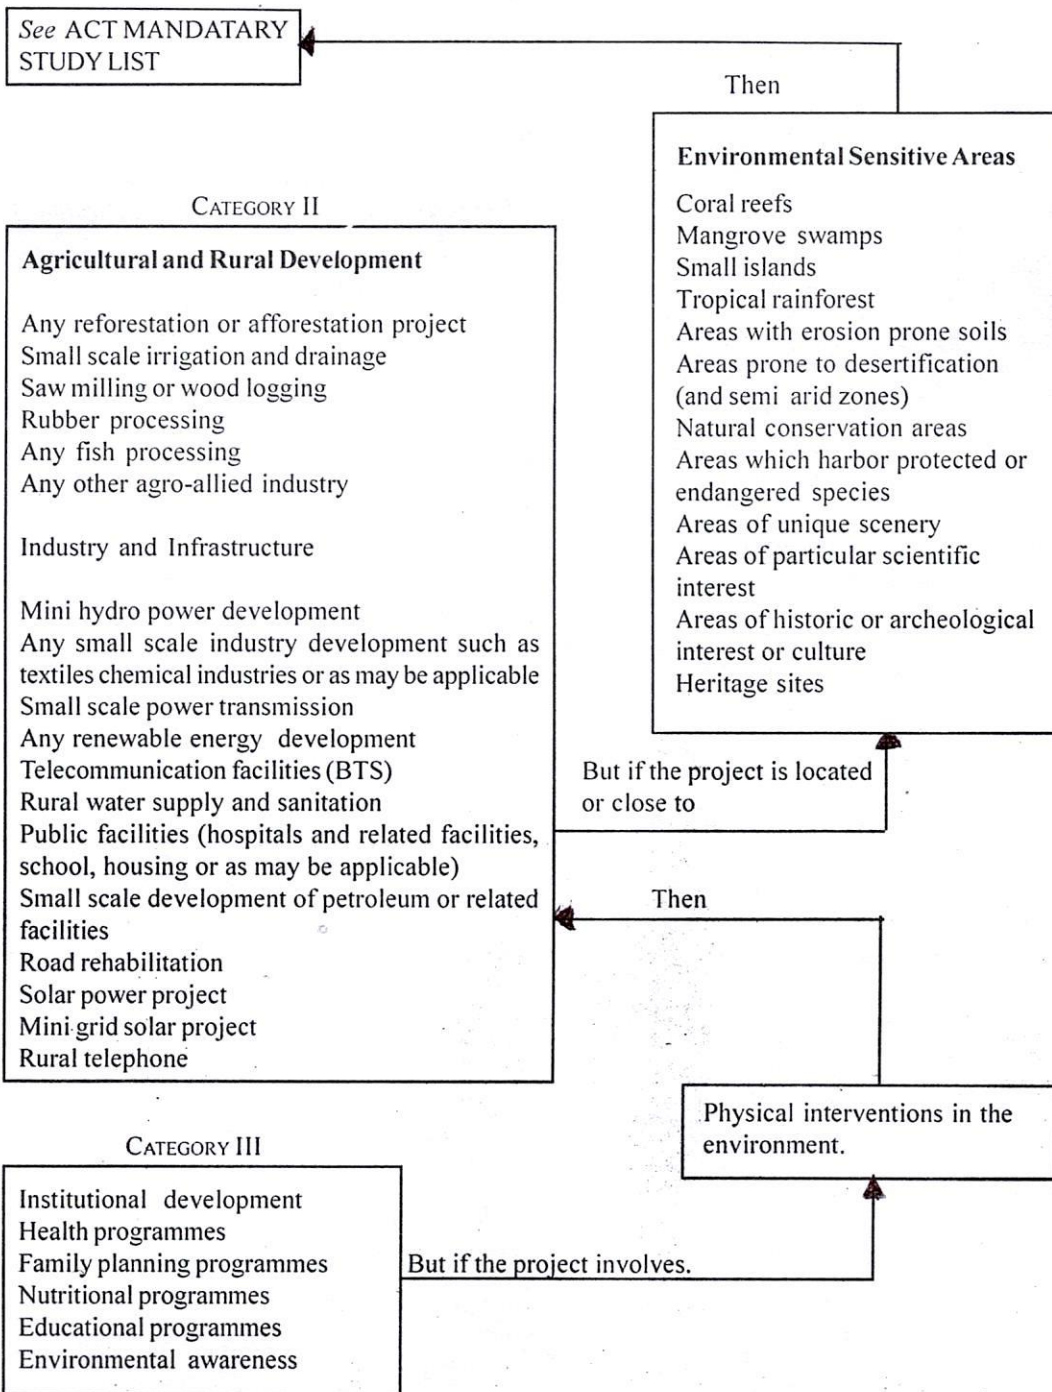 See ACT MANDATARY
STUDY LIST
Then
Environmental Sensitive Areas
Coral reefs
Mangrove swamps
Small islands
Tropical rainforest
Areas with erosion prone soils
Areas prone to desertification
(and semi arid zones)
Natural conservation areas
Areas which harbor protected or
endangered species
Areas of unique scenery
Areas of particular scientific
interest
Areas of historic or archeological
interest or culture
Heritage sites
CATEGORY II
Agricultural and Rural Development
Any reforestation or afforestation project
Small scale irrigation and drainage
Saw milling or wood logging
Rubber processing
Any fish processing
Any other agro-allied industry
Industry and Infrastructure
Mini hydro power development
Any small scale industry development such as
textiles chemical industries or as may be applicable
Small scale power transmission
Any renewable energy development
Telecommunication facilities (BTS)
Rural water supply and sanitation
Public facilities (hospitals and related facilities,
school, housing or as may be applicable)
Small scale development of petroleum or related
facilities
Road rehabilitation
Solar power project
Mini grid solar project
Rural telephone
But if the project is located
or close to
Then
Physical interventions in the
environment.
CATEGORY III
Institutional development
Health programmes
Family planning programmes
Nutritional programmes
Educational programmes
Environmental awareness
But if the project involves.